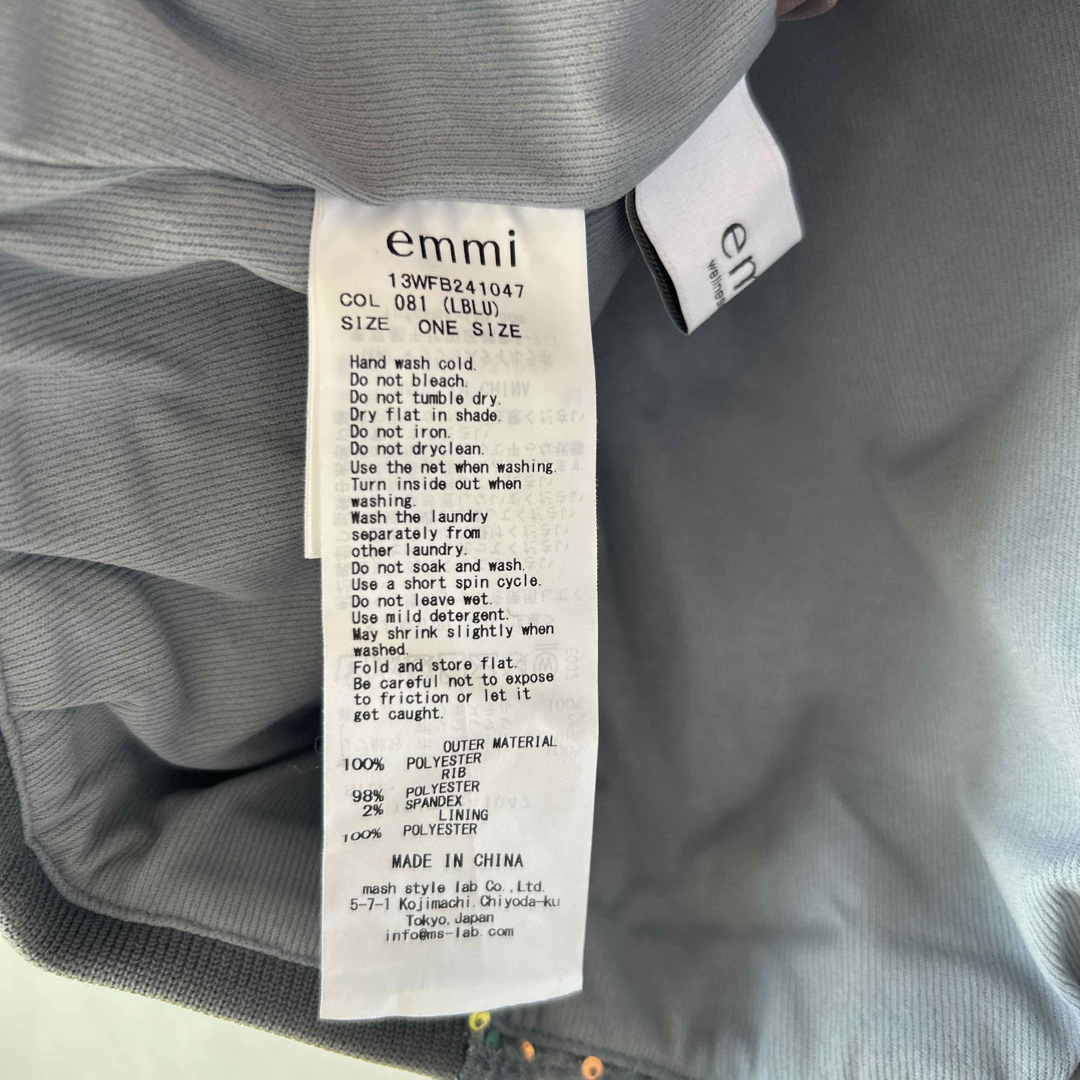 emmi
13WFB241047
COL 081 (LBLU)
SIZE ONE SIZE
Hand wash cold.
Do not bleach.
Do not tumble dry.
Dry flat in shade.
Do not iron.
Do not dryclean.
Use the net when washing.
Turn inside out when
washing.
Wash the laundry
separately from
other laundry.
Do not soak and wash.
Use a short spin cycle.
Do not leave wet.
Use mild detergent.
May shrink slightly when
washed.
Fold and store flat.
Be careful not to expose
to friction or let it
get caught.
OUTER MATERIAL
100% POLYESTER
RIB
98% POLYESTER
2% SPANDEX
LINING
100% POLYESTER
MADE IN CHINA
mash style lab Co.,Ltd.
5-7-1 Kojimachi.Chiyoda-ku
Tokyo,Japan
info@ms-lab.com
em
wellnes